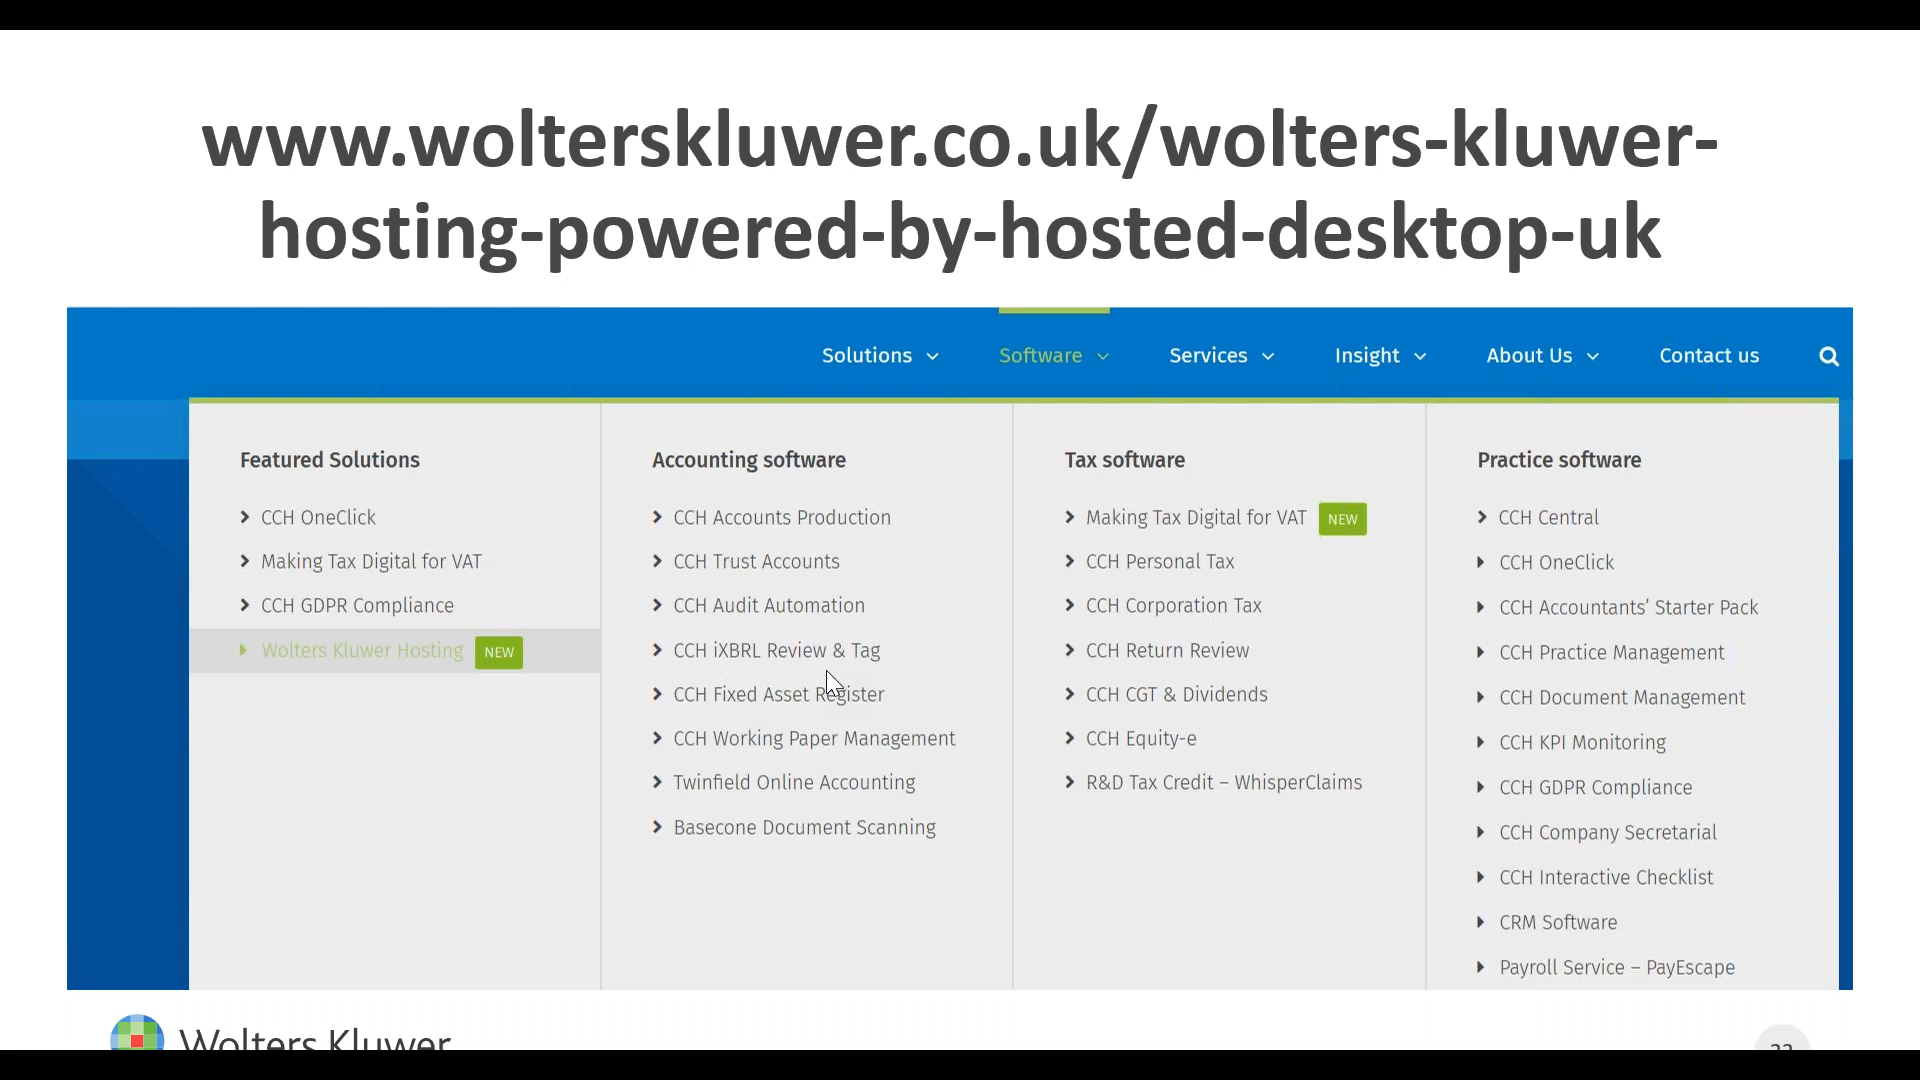 www.wolterskluwer.co.uk/wolters-kluwer-
hosting-powered-by-hosted-desktop-uk
Solutions Software Services Insight About Us Contact us
Featured Solutions
CCH OneClick
Making Tax Digital for VAT
CCH GDPR Compliance
Wolters Kluwer Hosting NEW
Accounting software
CCH Accounts Production
CCH Trust Accounts
CCH Audit Automation
CCH iXBRL Review & Tag
CCH Fixed Asset Register
CCH Working Paper Management
Twinfield Online Accounting
Basecone Document Scanning
Tax software
Making Tax Digital for VAT NEW
CCH Personal Tax
CCH Corporation Tax
CCH Return Review
CCH CGT & Dividends
CCH Equity-e
R&D Tax Credit – WhisperClaims
Practice software
CCH Central
CCH OneClick
CCH Accountants’ Starter Pack
CCH Practice Management
CCH Document Management
CCH KPI Monitoring
CCH GDPR Compliance
CCH Company Secretarial
CCH Interactive Checklist
CRM Software
Payroll Service – PayEscape
Wolters Kluwer